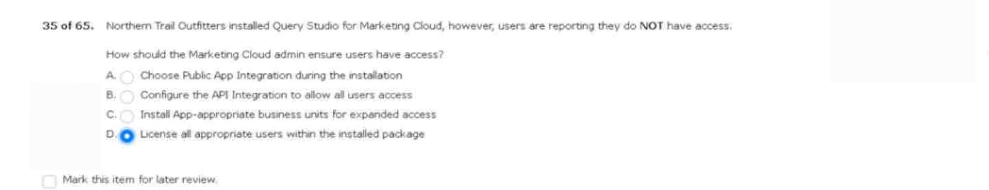 35 of 65. Northern Trail Outfitters installed Query Studio for Marketing Cloud, however, users are reporting they do NOT have access.
How should the Marketing Cloud admin ensure users have access?
A. Choose Public App Integration during the installation
B. Configure the API Integration to allow all users access
C. Install App-appropriate business units for expanded access
D. License all appropriate users within the installed package
Mark this item for later review.